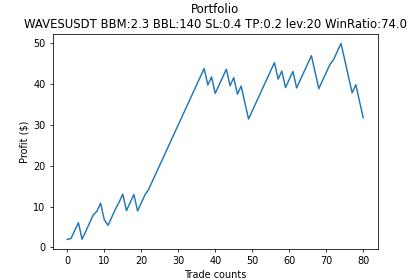 Portfolio
WAVESUSDT BBM:2.3 BBL:140 SL:0.4 TP:0.2 lev:20 WinRatio:74.0
50
40
30
20
10
0
Profit ($)
0 10 20 30 40 50 60 70 80
Trade counts